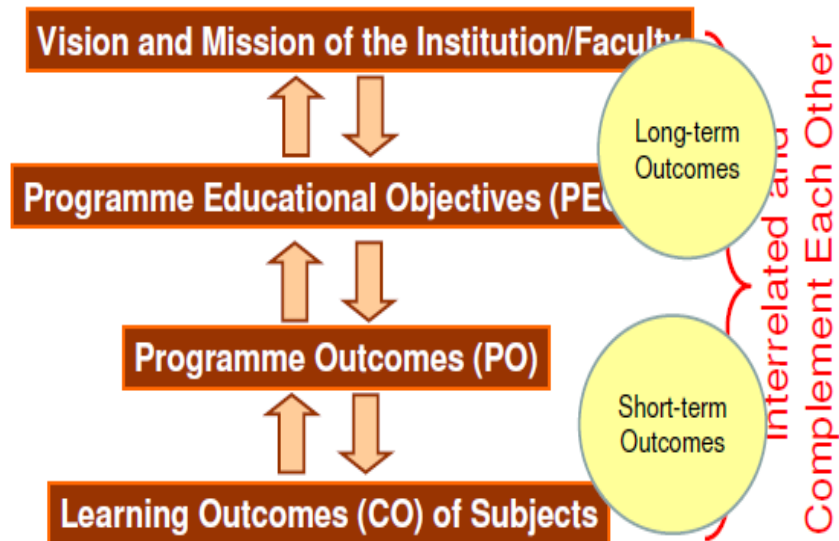 Vision and Mission of the Institution/Faculty
Long-term
Outcomes
Programme Educational Objectives (PEO
Programme Outcomes (PO)
Short-term
Outcomes
Learning Outcomes (CO) of Subjects
Interrelated and
Complement Each Other